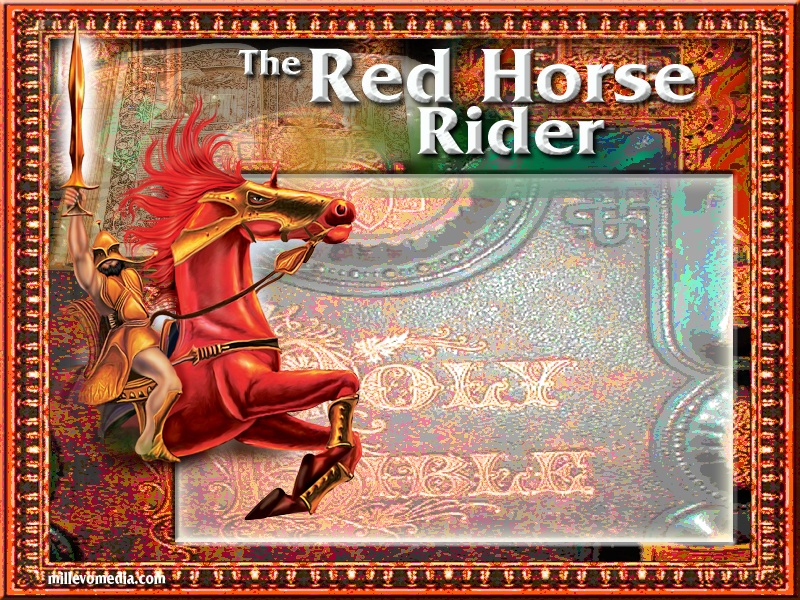 The Red Horse
Rider
HOLY
BIBLE
millevomedia.com